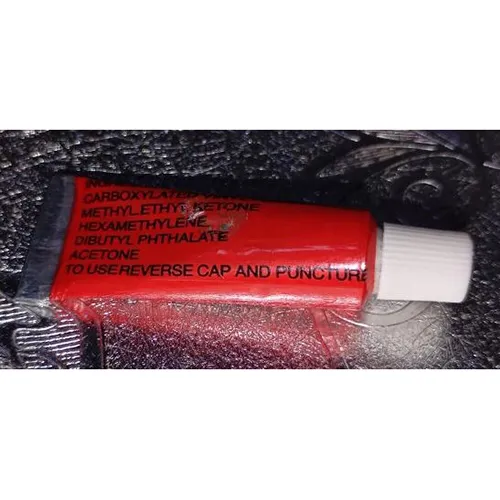 CARBOXYLATED
METHYL ETHYL KETONE
HEXAMETHYLENE
DIBUTYL PHTHALATE
ACETONE
TO USE REVERSE CAP AND PUNCTURE